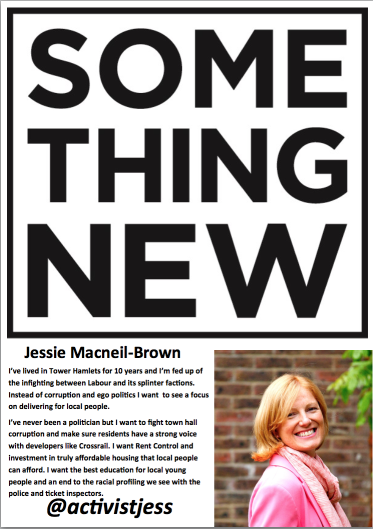 SOME
THING
NEW
Jessie Macneil-Brown
I've lived in Tower Hamlets for 10 years and I'm fed up of
the infighting between Labour and its splinter factions.
Instead of corruption and ego politics I want  to see a focus
on delivering for local people.
I've never been a politician but I want to fight town hall
corruption and make sure residents have a strong voice
with developers like Crossrail. I want Rent Control and
investment in truly affordable housing that local people
can afford. I want the best education for local young
people and an end to the racial profiling we see with the
police and ticket inspectors.
@activistjess